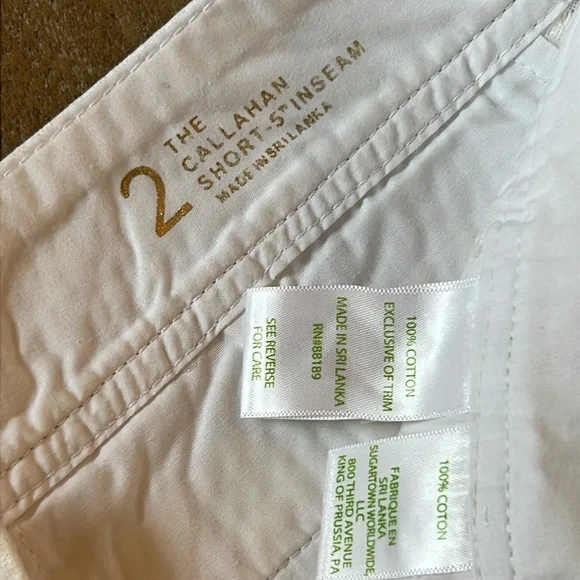 2
THE
CALLAHAN
SHORT-5" INSEAM
MADE IN SRI LANKA
100% COTTON
EXCLUSIVE OF TRIM
MADE IN SRI LANKA
RN#88189
SEE REVERSE
FOR CARE
100% COTON
FABRIQUE EN
SRI LANKA
SUGARTOWN WORLDWIDE
LLC
800 THIRD AVENUE
KING OF PRUSSIA, PA